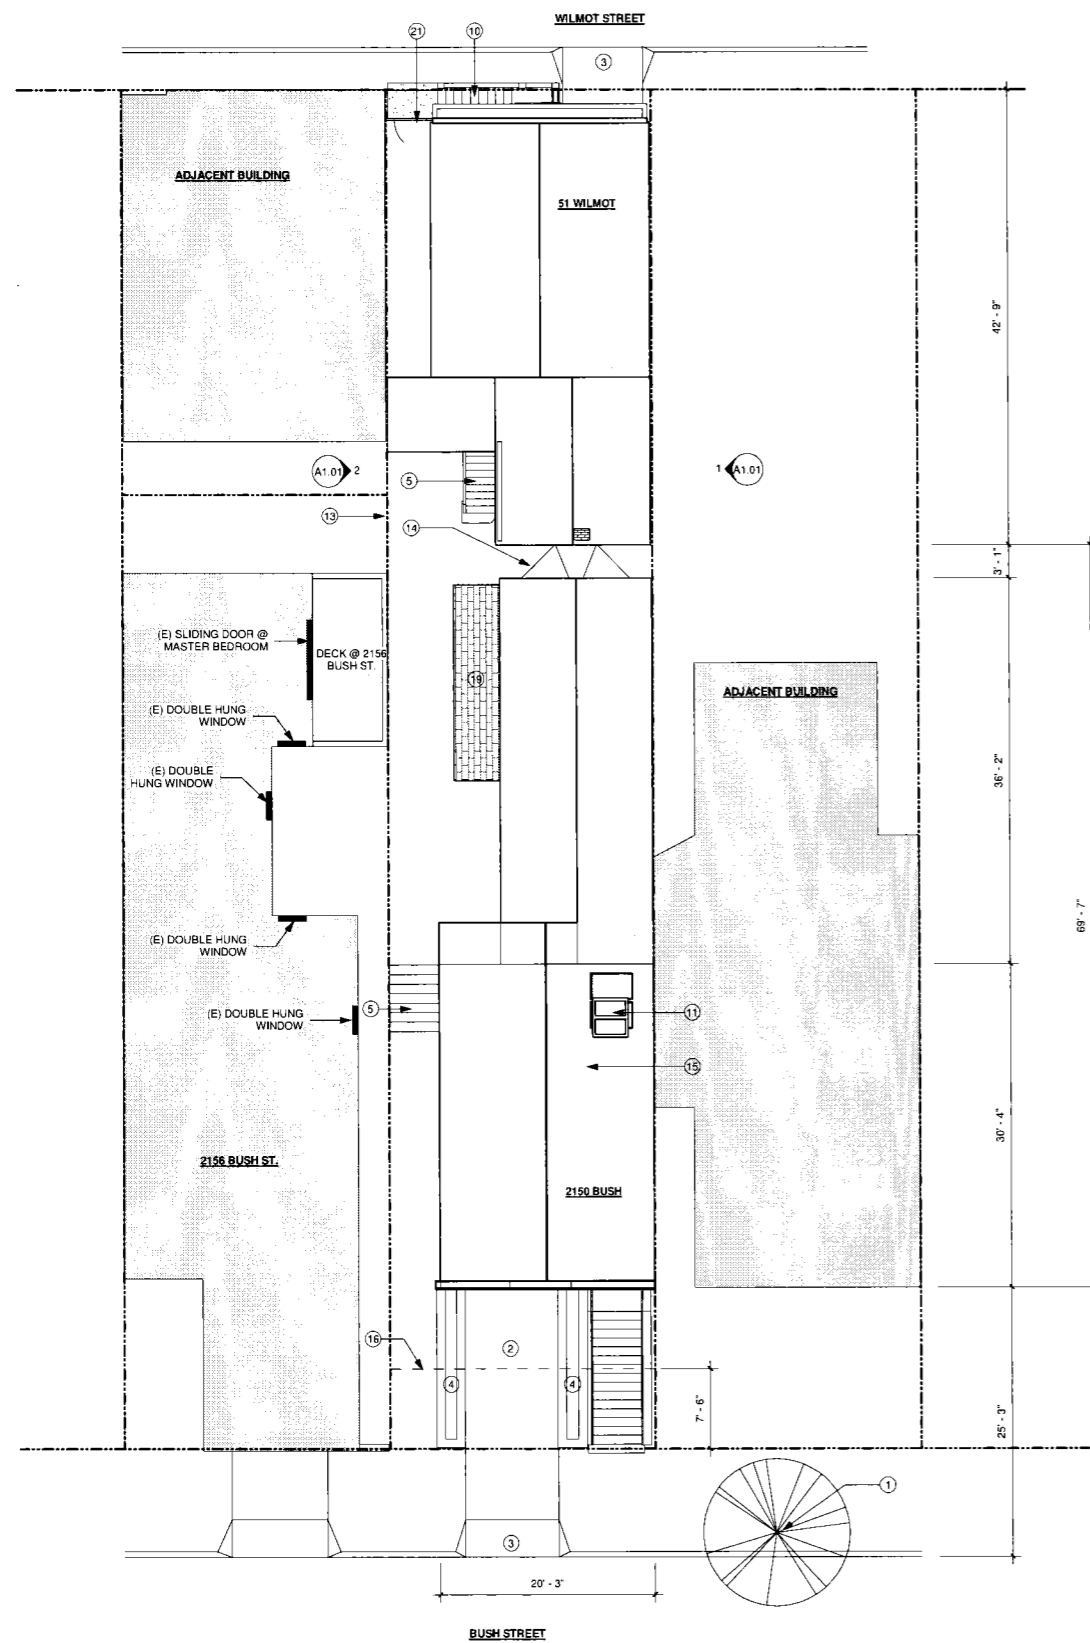 WILMOT STREET
21
10
3
ADJACENT BUILDING
51 WILMOT
42' - 9"
A1.01 2
1 A1.01
5
13
14
3' - 1"
(E) SLIDING DOOR @
MASTER BEDROOM
DECK @ 2156
BUSH ST.
19
ADJACENT BUILDING
(E) DOUBLE HUNG
WINDOW
(E) DOUBLE
HUNG WINDOW
36' - 2"
69' - 7"
(E) DOUBLE HUNG
WINDOW
5
(E) DOUBLE HUNG
WINDOW
11
15
30' - 4"
2156 BUSH ST.
2150 BUSH
16
2
4
4
7' - 6"
25' - 3"
1
3
20' - 3"
BUSH STREET